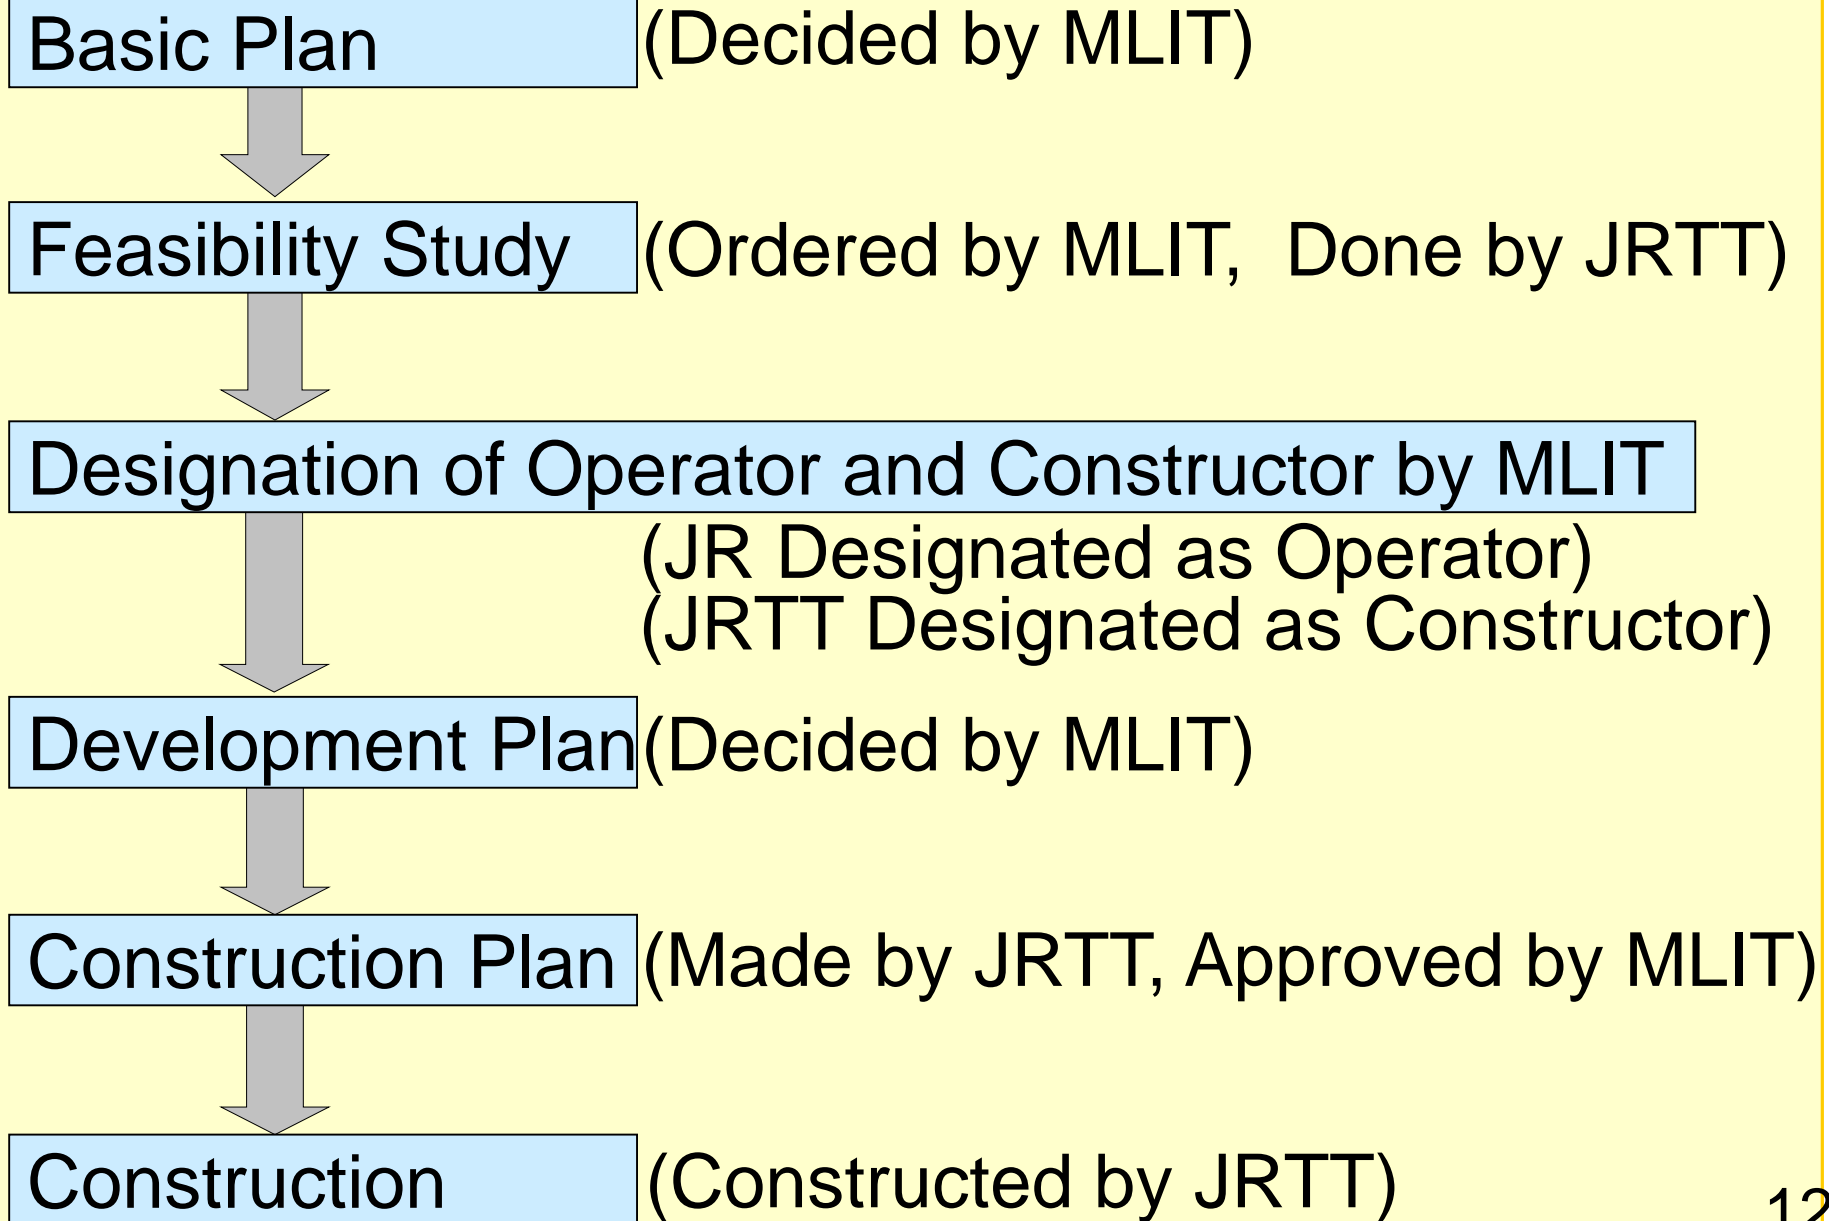 Basic Plan (Decided by MLIT)
Feasibility Study (Ordered by MLIT, Done by JRTT)
Designation of Operator and Constructor by MLIT
(JR Designated as Operator)
(JRTT Designated as Constructor)
Development Plan (Decided by MLIT)
Construction Plan (Made by JRTT, Approved by MLIT)
Construction (Constructed by JRTT)
12